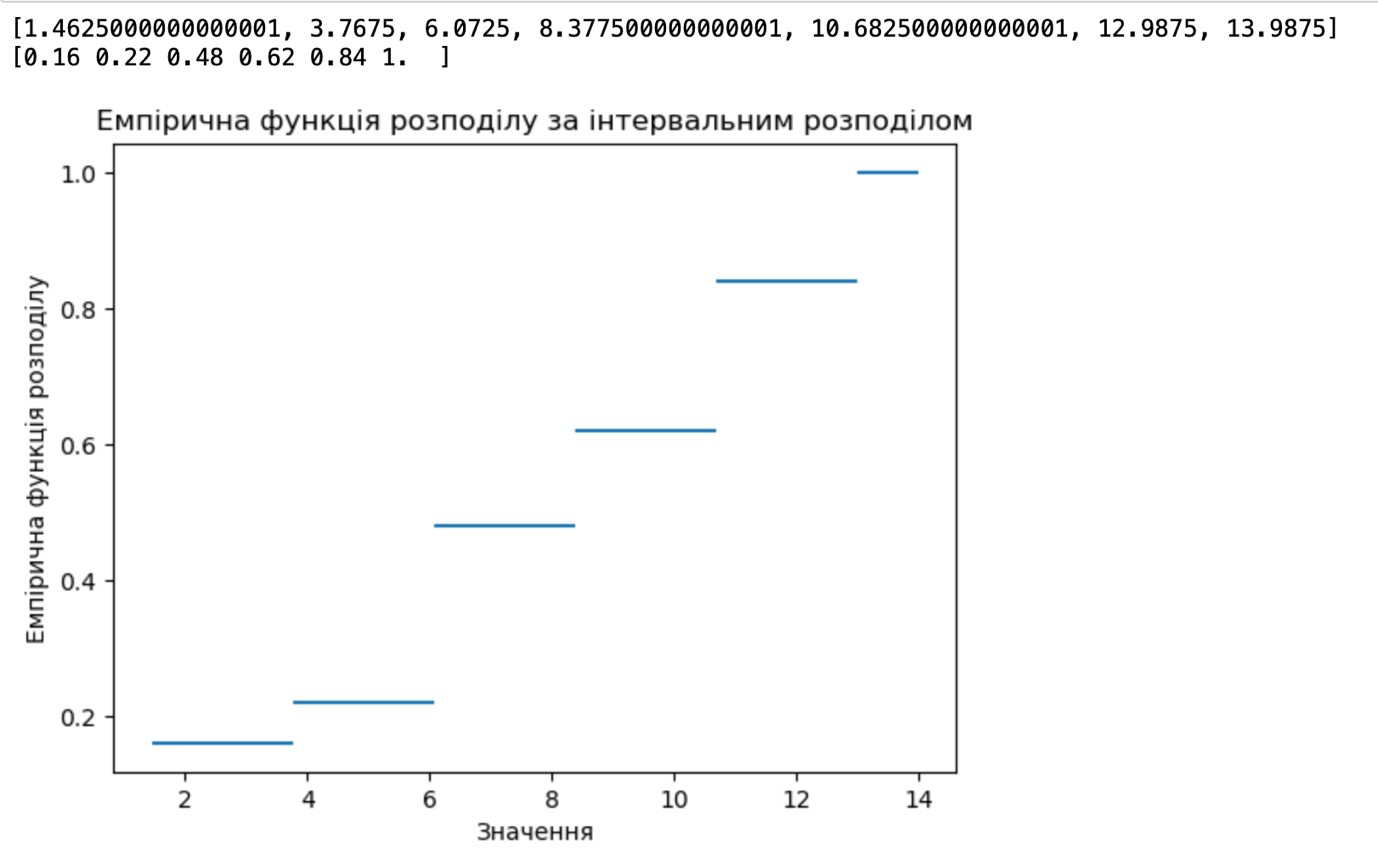 [1.4625000000000001, 3.7675, 6.0725, 8.377500000000001, 10.682500000000001, 12.9875, 13.9875]
[0.16 0.22 0.48 0.62 0.84 1.  ]
Емпірична функція розподілу за інтервальним розподілом
Емпірична функція розподілу
1.0
0.8
0.6
0.4
0.2
2 4 6 8 10 12 14
Значення